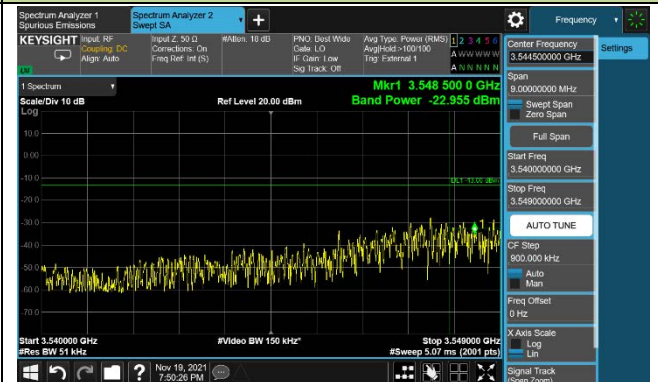 Spectrum Analyzer 1
Spurious Emissions
Spectrum Analyzer 2
Swept SA
Frequency
KEYSIGHT
Input: RF
Coupling: DC
Align: Auto
Input Z: 50 Ω
Corrections: On
Freq Ref: Int (S)
#Atten: 18 dB
PNO: Best Wide
Gate: LO
IF Gain: Low
Sig Track: Off
Avg Type: Power (RMS)
Avg|Hold:>100/100
Trig: External 1
1 2 3 4 5 6
A W W W W W
A N N N N N
1 Spectrum
Scale/Div 10 dB
Log
Ref Level 20.00 dBm
Mkr1 3.548 500 0 GHz
Band Power -22.955 dBm
10.0
0.00
-10.0
-20.0
-30.0
-40.0
-50.0
-60.0
-70.0
DL1 -13.00 dBm
1
Start 3.540000 GHz
#Res BW 51 kHz
#Video BW 150 kHz*
Stop 3.549000 GHz
#Sweep 5.07 ms (2001 pts)
Center Frequency
3.544500000 GHz
Settings
Span
9.00000000 MHz
Swept Span
Zero Span
Full Span
Start Freq
3.540000000 GHz
Stop Freq
3.549000000 GHz
AUTO TUNE
CF Step
900.000 kHz
Auto
Man
Freq Offset
0 Hz
X Axis Scale
Log
Lin
Signal Track
(Span Zoom)
?
Nov 19, 2021
7:50:26 PM